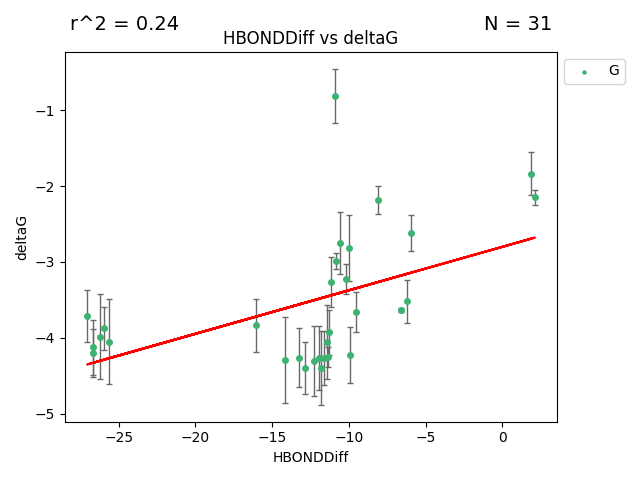 r^2 = 0.24
N = 31
HBONDDiff vs deltaG
G
−1
−2
−3
−4
−5
deltaG
−25
−20
−15
−10
−5
0
HBONDDiff